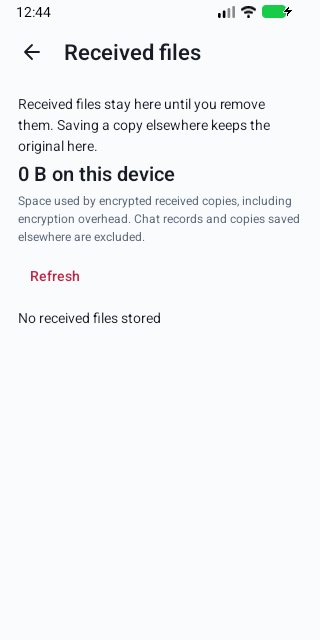 12:44
Received files
Received files stay here until you remove
them. Saving a copy elsewhere keeps the
original here.
0 B on this device
Space used by encrypted received copies, including
encryption overhead. Chat records and copies saved
elsewhere are excluded.
Refresh
No received files stored